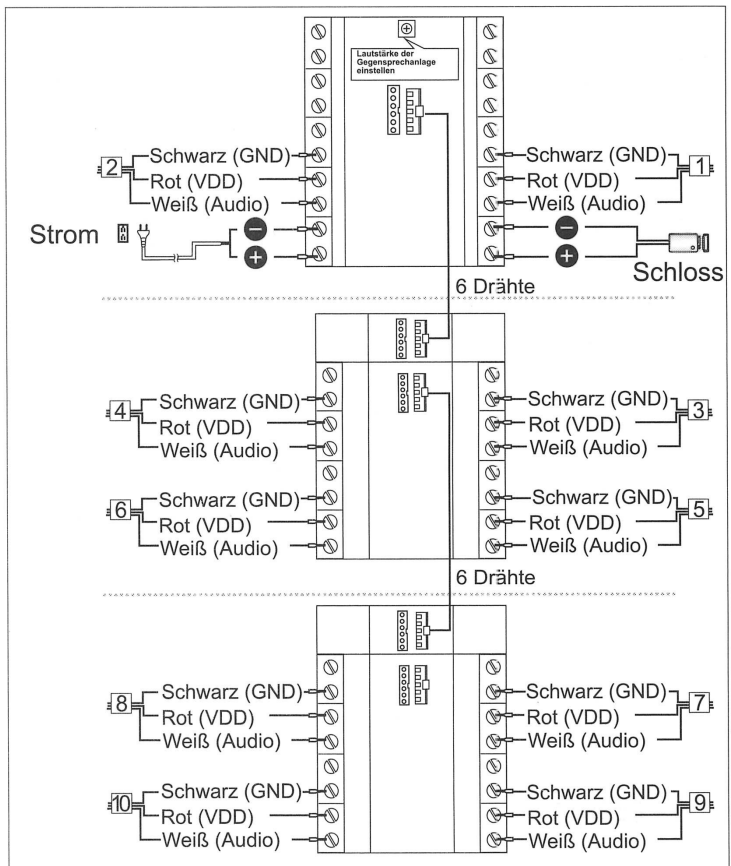 Lautstärke der
Gegensprechanlage
einstellen
2
Schwarz (GND)
Rot (VDD)
Weiß (Audio)
Schwarz (GND)
Rot (VDD)
Weiß (Audio)
1
Strom
−
+
−
+
Schloss
6 Drähte
4
Schwarz (GND)
Rot (VDD)
Weiß (Audio)
Schwarz (GND)
Rot (VDD)
Weiß (Audio)
3
6
Schwarz (GND)
Rot (VDD)
Weiß (Audio)
Schwarz (GND)
Rot (VDD)
Weiß (Audio)
5
6 Drähte
8
Schwarz (GND)
Rot (VDD)
Weiß (Audio)
Schwarz (GND)
Rot (VDD)
Weiß (Audio)
7
10
Schwarz (GND)
Rot (VDD)
Weiß (Audio)
Schwarz (GND)
Rot (VDD)
Weiß (Audio)
9